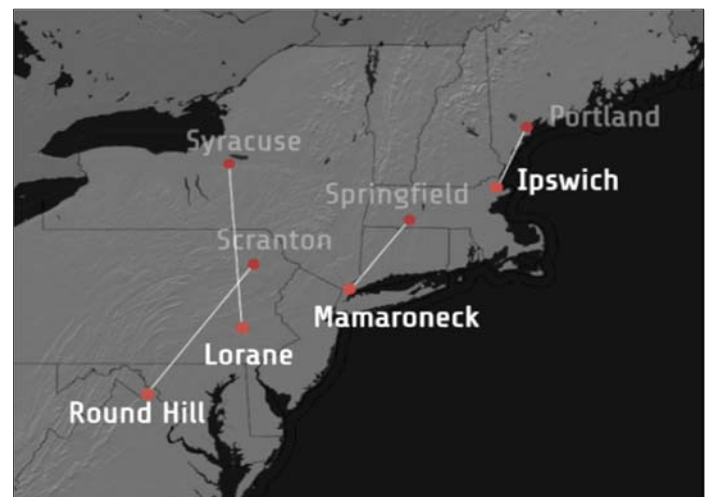 Portland
Syracuse
Ipswich
Springfield
Scranton
Mamaroneck
Lorane
Round Hill